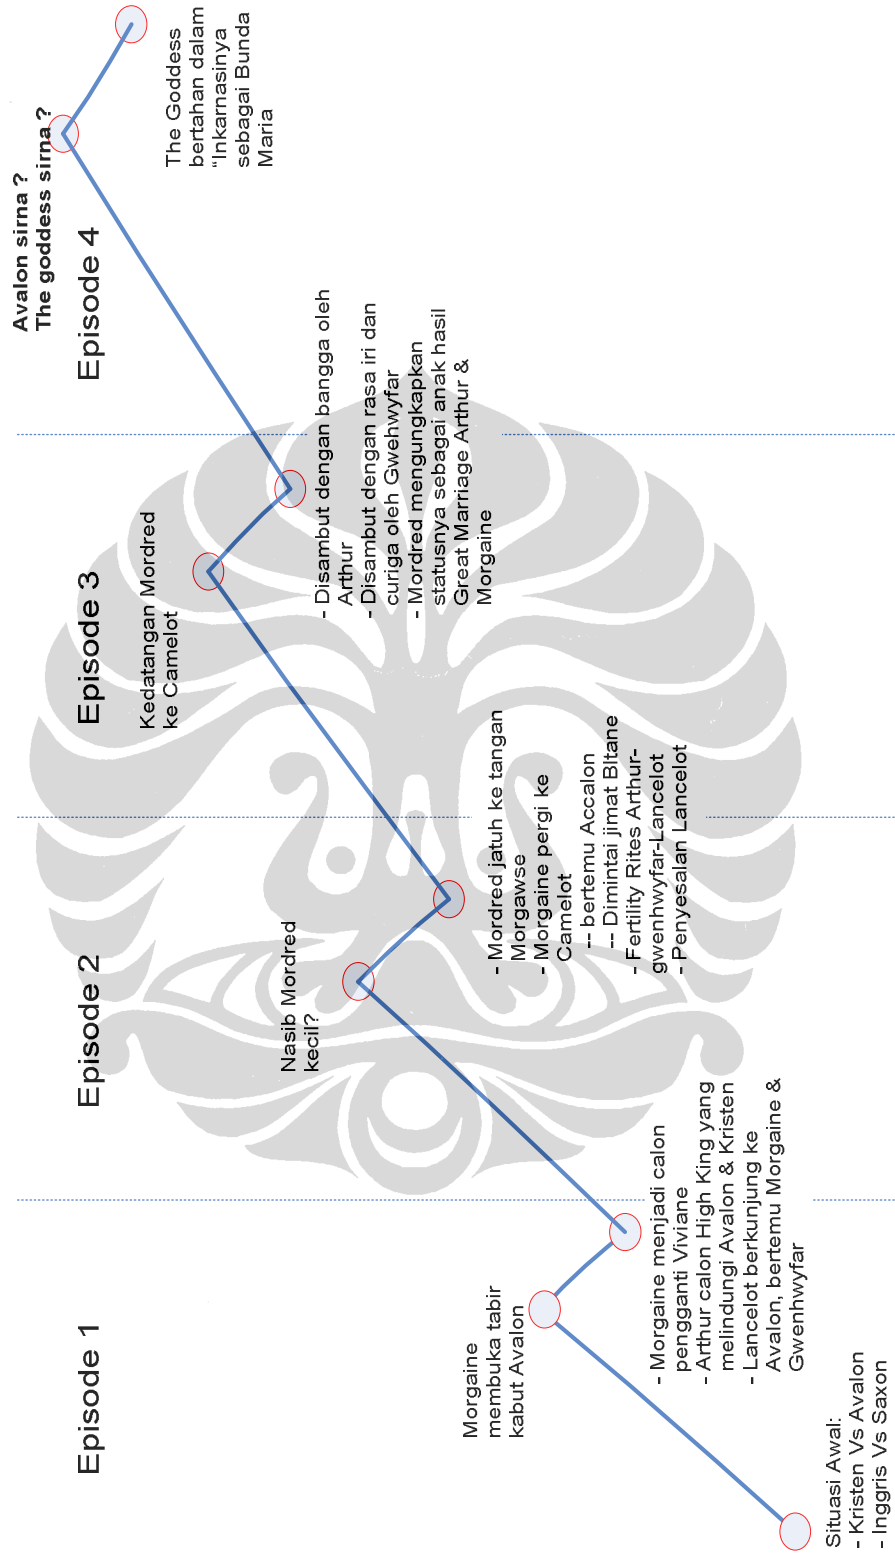 Episode 1
Episode 2
Episode 3
Episode 4
Situasi Awal:
- Kristen Vs Avalon
- Inggris Vs Saxon
Morgaine
membuka tabir
kabut Avalon
- Morgaine menjadi calon
pengganti Viviane
- Arthur calon High King yang
melindungi Avalon & Kristen
- Lancelot berkunjung ke
Avalon, bertemu Morgaine &
Gwenhwyfar
Nasib Mordred
kecil?
- Mordred jatuh ke tangan
Morgawse
- Morgaine pergi ke
Camelot
-- bertemu Accalon
-- Dimintai jimat Bltane
- Fertility Rites Arthur-
gwenhwyfar-Lancelot
- Penyesalan Lancelot
Kedatangan Mordred
ke Camelot
- Disambut dengan bangga oleh
Arthur
- Disambut dengan rasa iri dan
curiga oleh Gwehwyfar
- Mordred mengungkapkan
statusnya sebagai anak hasil
Great Marriage Arthur &
Morgaine
Avalon sirna ?
The goddess sirna ?
The Goddess
bertahan dalam
“Inkarnasinya
sebagai Bunda
Maria